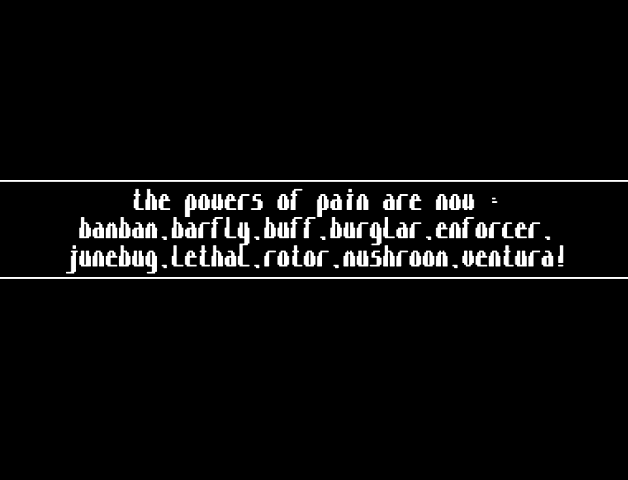 the powers of pain are now :
banban,barfly,buff,burglar,enforcer,
junebug,lethal,rotor,mushroom,ventura!